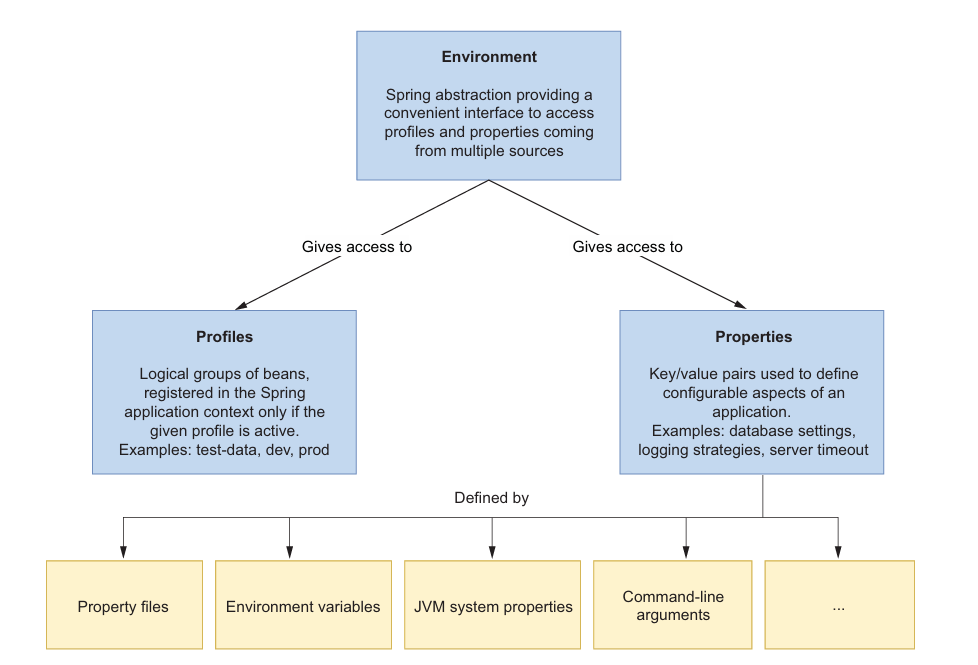 Environment
Spring abstraction providing a
convenient interface to access
profiles and properties coming
from multiple sources
Gives access to
Gives access to
Profiles
Logical groups of beans,
registered in the Spring
application context only if the
given profile is active.
Examples: test-data, dev, prod
Properties
Key/value pairs used to define
configurable aspects of an
application.
Examples: database settings,
logging strategies, server timeout
Defined by
Property files
Environment variables
JVM system properties
Command-line
arguments
...